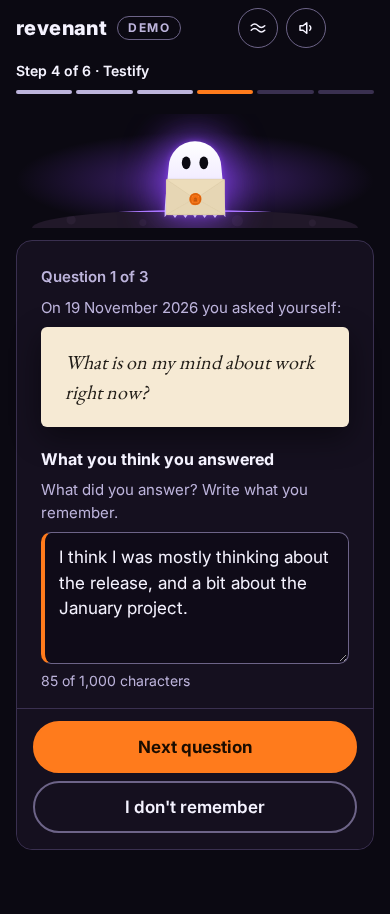 revenant DEMO
Step 4 of 6 · Testify
Question 1 of 3
On 19 November 2026 you asked yourself:
What is on my mind about work
right now?
What you think you answered
What did you answer? Write what you
remember.
I think I was mostly thinking about
the release, and a bit about the
January project.
85 of 1,000 characters
Next question
I don't remember